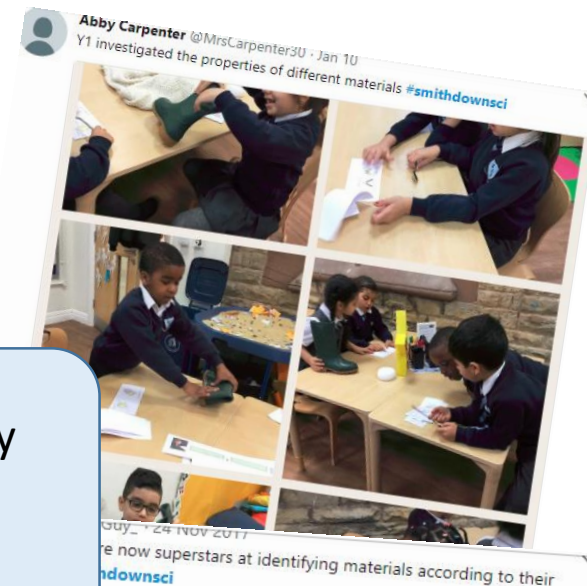 Abby Carpenter @MrsCarpenter30 · Jan 10
Y1 investigated the properties of different materials #smithdownsci
y
Guy_ · 24 Nov 2017
re now superstars at identifying materials according to their
ndownsci